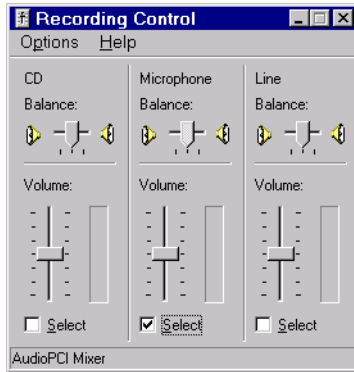 Recording Control
Options Help
CD Microphone Line
Balance: Balance: Balance:
Volume: Volume: Volume:
Select Select Select
AudioPCI Mixer